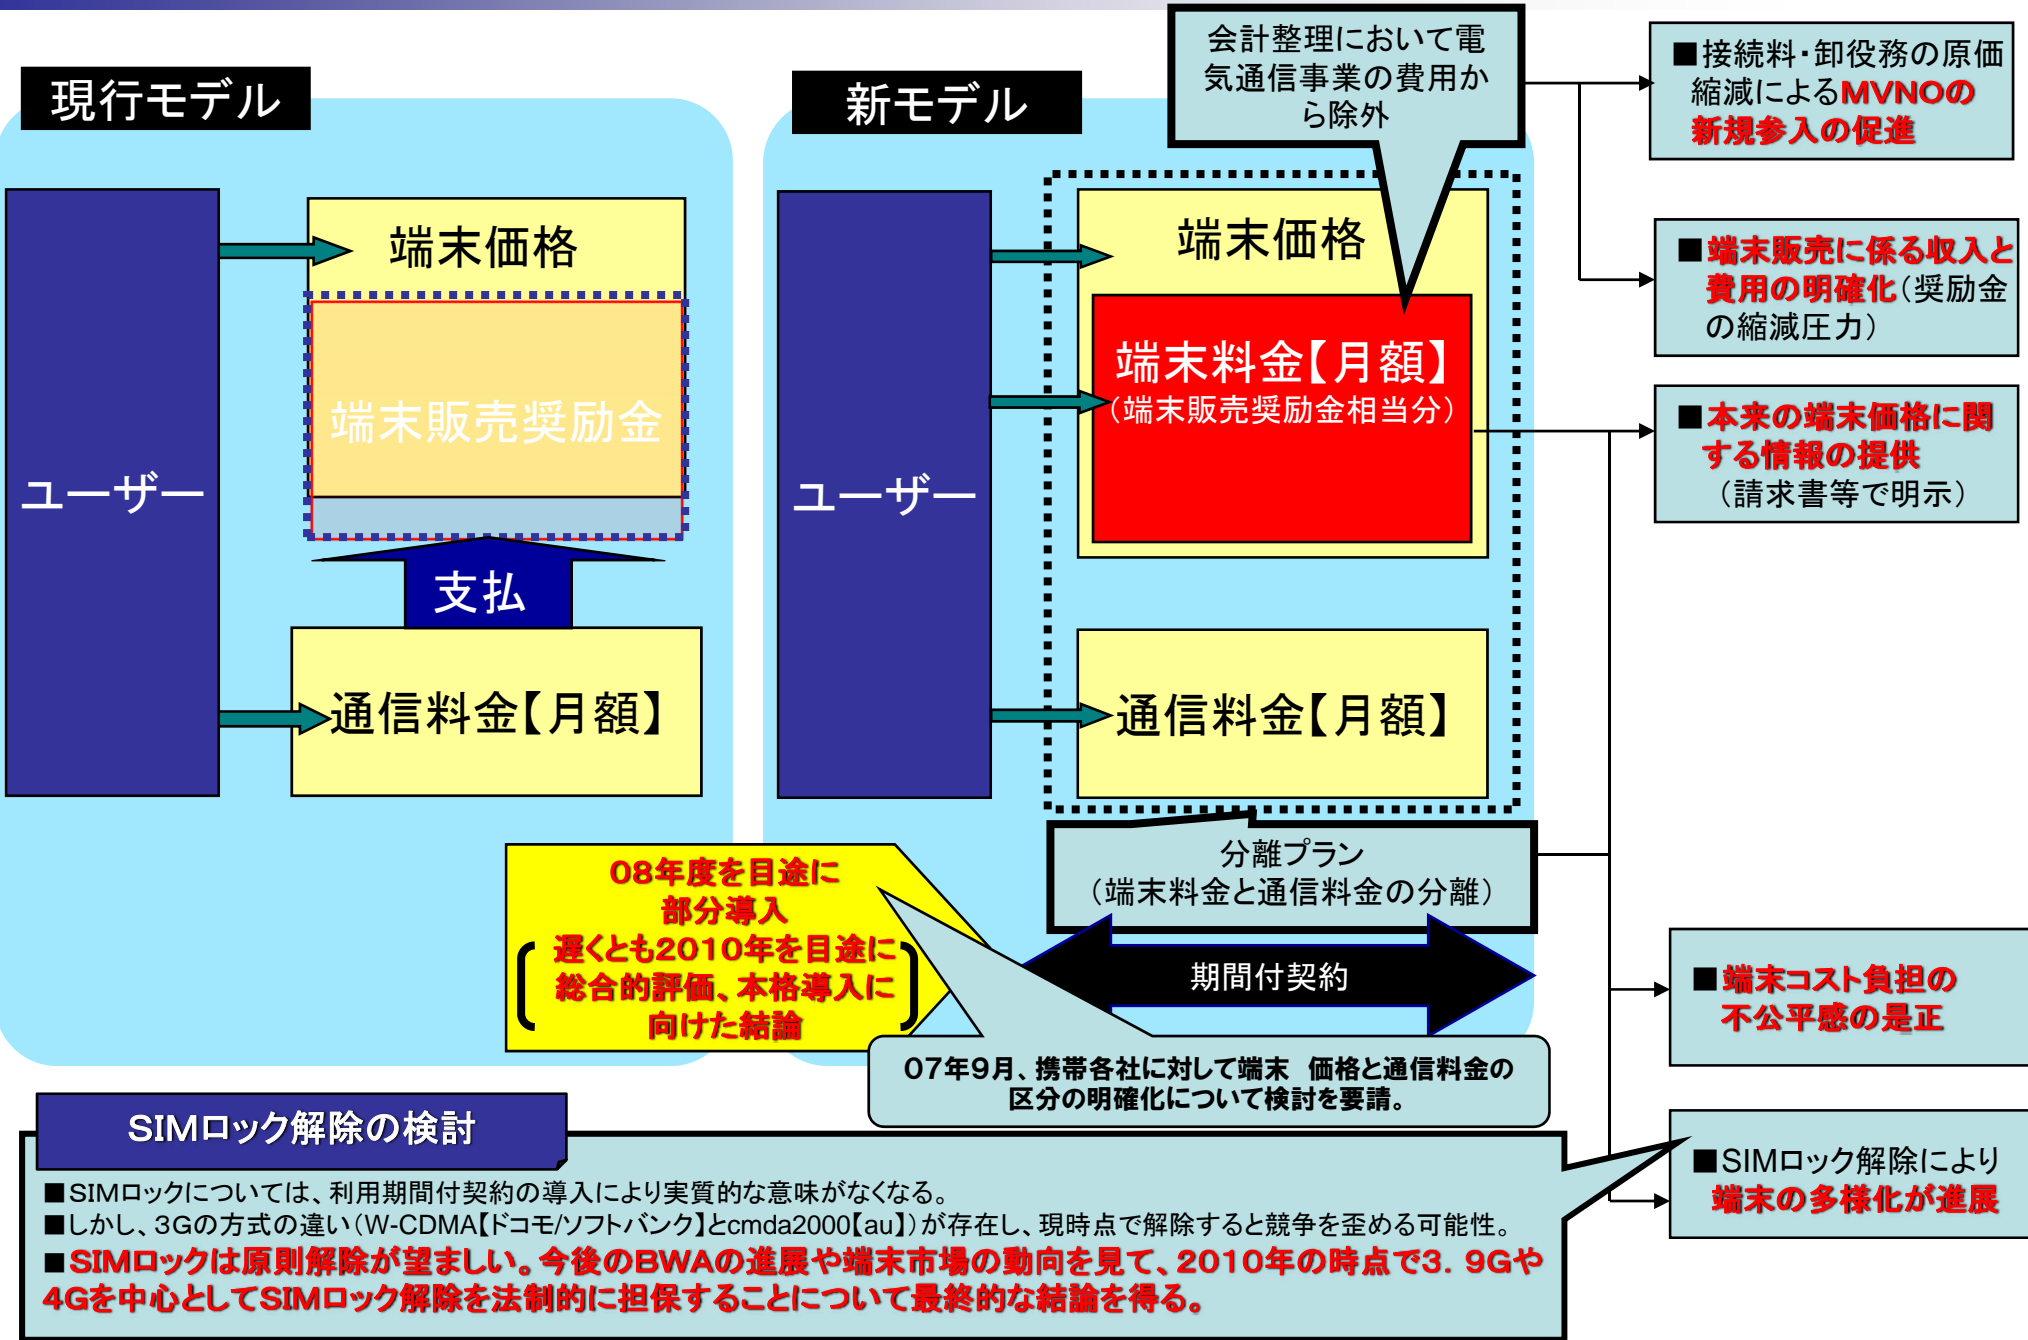 現行モデル
ユーザー
端末価格
端末販売奨励金
支払
通信料金【月額】
新モデル
ユーザー
会計整理において電
気通信事業の費用か
ら除外
端末価格
端末料金【月額】
（端末販売奨励金相当分）
通信料金【月額】
分離プラン
（端末料金と通信料金の分離）
期間付契約
08年度を目途に
部分導入
遅くとも2010年を目途に
総合的評価、本格導入に
向けた結論
07年9月、携帯各社に対して端末　価格と通信料金の
区分の明確化について検討を要請。
■接続料・卸役務の原価
縮減によるMVNOの
新規参入の促進
■端末販売に係る収入と
費用の明確化（奨励金
の縮減圧力）
■本来の端末価格に関
する情報の提供
（請求書等で明示）
■端末コスト負担の
不公平感の是正
■SIMロック解除により
端末の多様化が進展
SIMロック解除の検討
■SIMロックについては、利用期間付契約の導入により実質的な意味がなくなる。
■しかし、3Gの方式の違い（W-CDMA【ドコモ/ソフトバンク】とcmda2000【au】）が存在し、現時点で解除すると競争を歪める可能性。
■SIMロックは原則解除が望ましい。今後のBWAの進展や端末市場の動向を見て、2010年の時点で3．9Gや
4Gを中心としてSIMロック解除を法制的に担保することについて最終的な結論を得る。